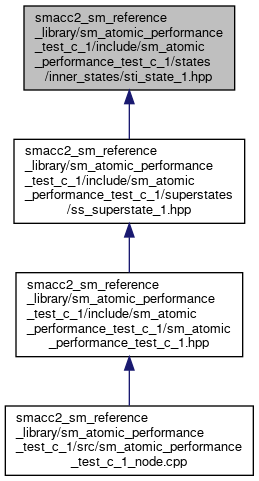 smacc2_sm_reference
_library/sm_atomic_performance
_test_c_1/include/sm_atomic
_performance_test_c_1/states
/inner_states/sti_state_1.hpp
smacc2_sm_reference
_library/sm_atomic_performance
_test_c_1/include/sm_atomic
_performance_test_c_1/superstates
/ss_superstate_1.hpp
smacc2_sm_reference
_library/sm_atomic_performance
_test_c_1/include/sm_atomic
_performance_test_c_1/sm_atomic
_performance_test_c_1.hpp
smacc2_sm_reference
_library/sm_atomic_performance
_test_c_1/src/sm_atomic_performance
_test_c_1_node.cpp